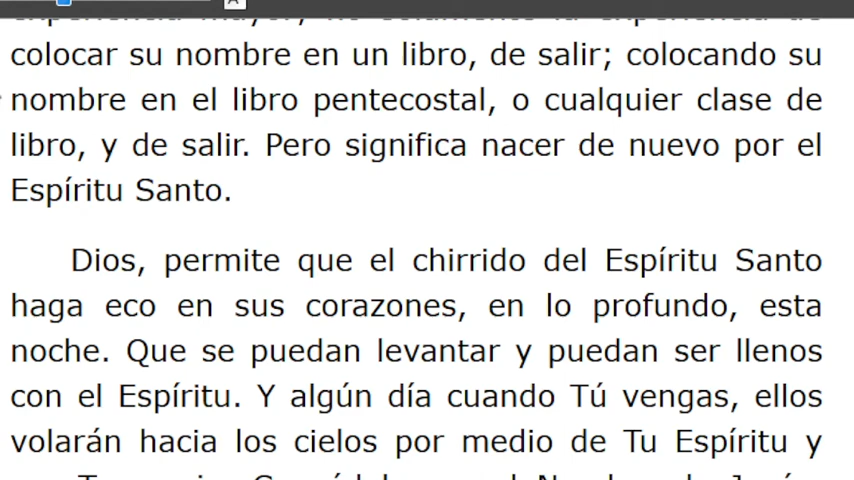 colocar su nombre en un libro, de salir; colocando su
nombre en el libro pentecostal, o cualquier clase de
libro, y de salir. Pero significa nacer de nuevo por el
Espíritu Santo.
Dios, permite que el chirrido del Espíritu Santo
haga eco en sus corazones, en lo profundo, esta
noche. Que se puedan levantar y puedan ser llenos
con el Espíritu. Y algún día cuando Tú vengas, ellos
volarán hacia los cielos por medio de Tu Espíritu y